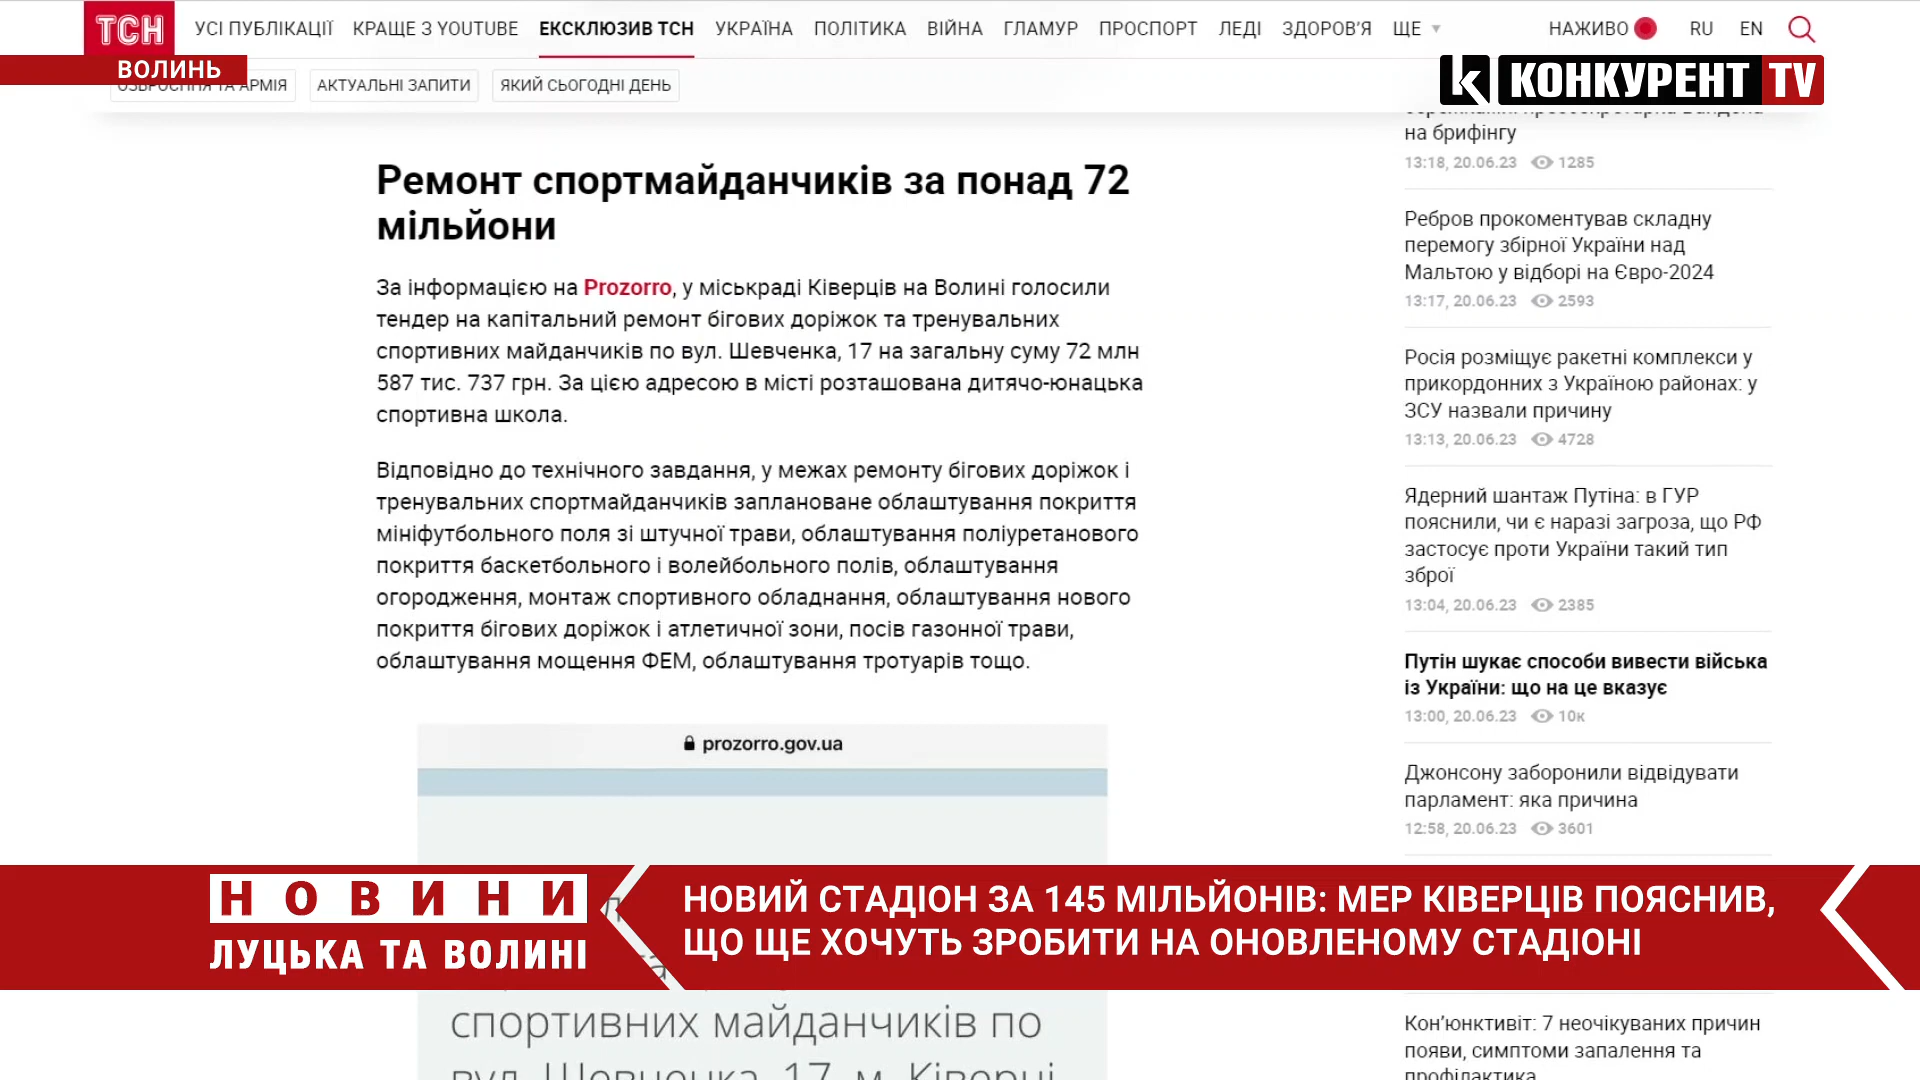 ТСН УСІ ПУБЛІКАЦІЇ КРАЩЕ З YOUTUBE ЕКСКЛЮЗИВ ТСН УКРАЇНА ПОЛІТИКА ВІЙНА ГЛАМУР ПРОСПОРТ ЛЕДІ ЗДОРОВ'Я ЩЕ НАЖИВО RU EN
ВОЛИНЬ
ОЗБРОЄННЯ ТА АРМІЯ АКТУАЛЬНІ ЗАПИТИ ЯКИЙ СЬОГОДНІ ДЕНЬ
КОНКУРЕНТ TV
Ремонт спортмайданчиків за понад 72
мільйони
За інформацією на Prozorro, у міськраді Ківерців на Волині голосили
тендер на капітальний ремонт бігових доріжок та тренувальних
спортивних майданчиків по вул. Шевченка, 17 на загальну суму 72 млн
587 тис. 737 грн. За цією адресою в місті розташована дитячо-юнацька
спортивна школа.
Відповідно до технічного завдання, у межах ремонту бігових доріжок і
тренувальних спортмайданчиків заплановане облаштування покриття
мініфутбольного поля зі штучної трави, облаштування поліуретанового
покриття баскетбольного і волейбольного полів, облаштування
огородження, монтаж спортивного обладнання, облаштування нового
покриття бігових доріжок і атлетичної зони, посів газонної трави,
облаштування мощення ФЕМ, облаштування тротуарів тощо.
prozorro.gov.ua
спортивних майданчиків по
вул. Шевченка, 17, м. Ківерці
на брифінгу
13:18, 20.06.23 1285
Ребров прокоментував складну
перемогу збірної України над
Мальтою у відборі на Євро-2024
13:17, 20.06.23 2593
Росія розміщує ракетні комплекси у
прикордонних з Україною районах: у
ЗСУ назвали причину
13:13, 20.06.23 4728
Ядерний шантаж Путіна: в ГУР
пояснили, чи є наразі загроза, що РФ
застосує проти України такий тип
зброї
13:04, 20.06.23 2385
Путін шукає способи вивести війська
із України: що на це вказує
13:00, 20.06.23 10к
Джонсону заборонили відвідувати
парламент: яка причина
12:58, 20.06.23 3601
Кон'юнктивіт: 7 неочікуваних причин
появи, симптоми запалення та
профілактика
НОВИНИ
ЛУЦЬКА ТА ВОЛИНІ
НОВИЙ СТАДІОН ЗА 145 МІЛЬЙОНІВ: МЕР КІВЕРЦІВ ПОЯСНИВ,
ЩО ЩЕ ХОЧУТЬ ЗРОБИТИ НА ОНОВЛЕНОМУ СТАДІОНІ